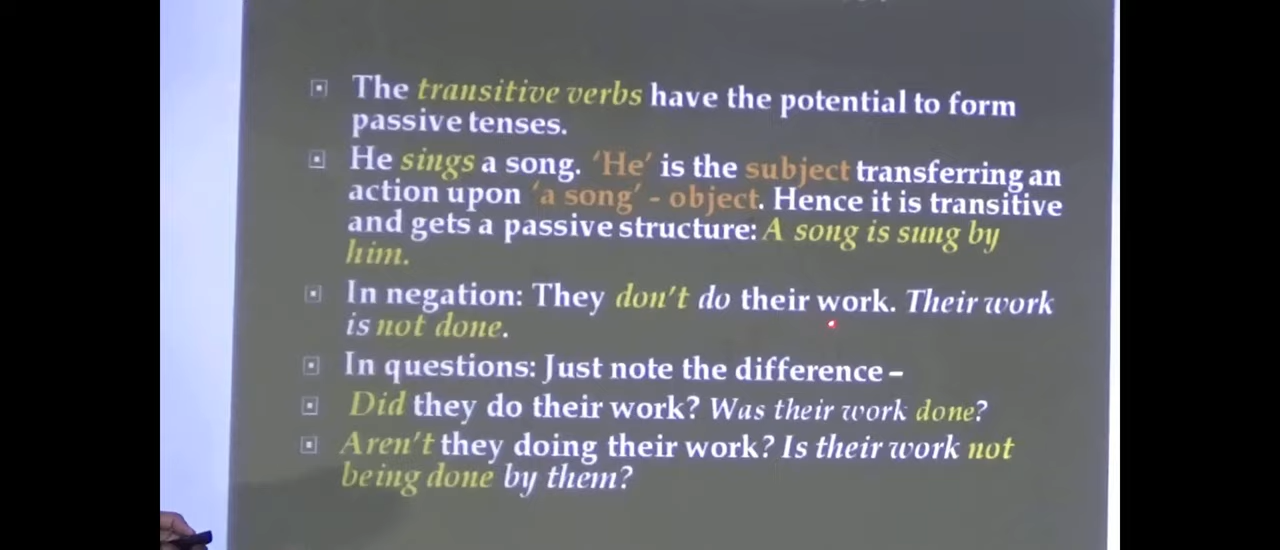 The transitive verbs have the potential to form
passive tenses.
He sings a song. 'He' is the subject transferring an
action upon 'a song' - object. Hence it is transitive
and gets a passive structure: A song is sung by
him.
In negation: They don't do their work. Their work
is not done.
In questions: Just note the difference –
Did they do their work? Was their work done?
Aren't they doing their work? Is their work not
being done by them?